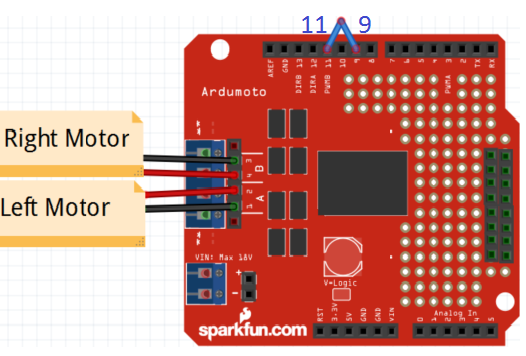 11 9
AREF GND 13 12 11 10 9 8 7 6 5 4 3 2 TX RX
DIRB DIRA PWMB PWMA
Ardumoto
Right Motor
3
4 B
2 A
1
Left Motor
VIN: Max 18V
+
-
V=Logic
sparkfun.com
RST 3.3V 5V GND GND VIN
Analog In
0 1 2 3 4 5